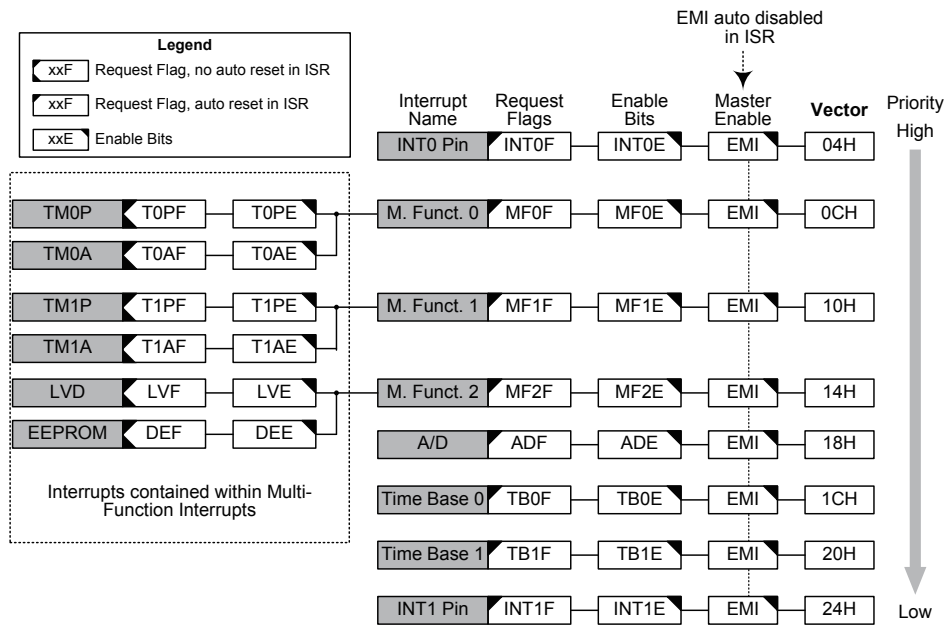 EMI auto disabled
in ISR
Legend
xxF Request Flag, no auto reset in ISR
xxF Request Flag, auto reset in ISR
xxE Enable Bits
Interrupt Name Request Flags Enable Bits Master Enable Vector Priority
High
INT0 Pin INT0F INT0E EMI 04H
TM0P T0PF T0PE M. Funct. 0 MF0F MF0E EMI 0CH
TM0A T0AF T0AE
TM1P T1PF T1PE M. Funct. 1 MF1F MF1E EMI 10H
TM1A T1AF T1AE
LVD LVF LVE M. Funct. 2 MF2F MF2E EMI 14H
EEPROM DEF DEE A/D ADF ADE EMI 18H
Interrupts contained within Multi-
Function Interrupts
Time Base 0 TB0F TB0E EMI 1CH
Time Base 1 TB1F TB1E EMI 20H
INT1 Pin INT1F INT1E EMI 24H
Low